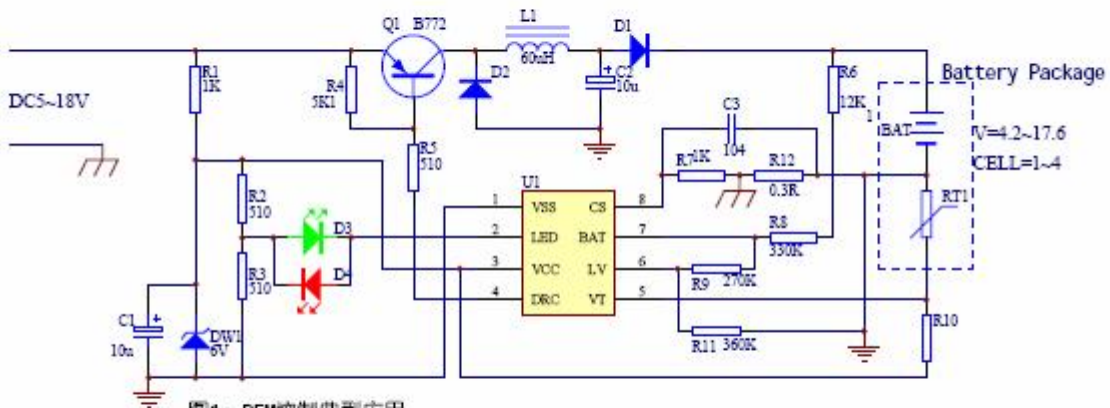 Q1 B772
L1
60uH
D1
R1
1K
R4
5K1
D2
C2
10u
R6
12K
Battery Package
DC5~18V
C3
104
1
BAT
V=4.2~17.6
CELL=1~4
R5
510
R7 1K
R12
0.3R
RT1
U1
R2
510
1 VSS CS 8
R8
330K
D3
2 LED BAT 7
R3
510
D4
3 VCC LV 6
R9 270K
4 DRC VT 5
C1
10u
DW1
6V
R11 360K
R10